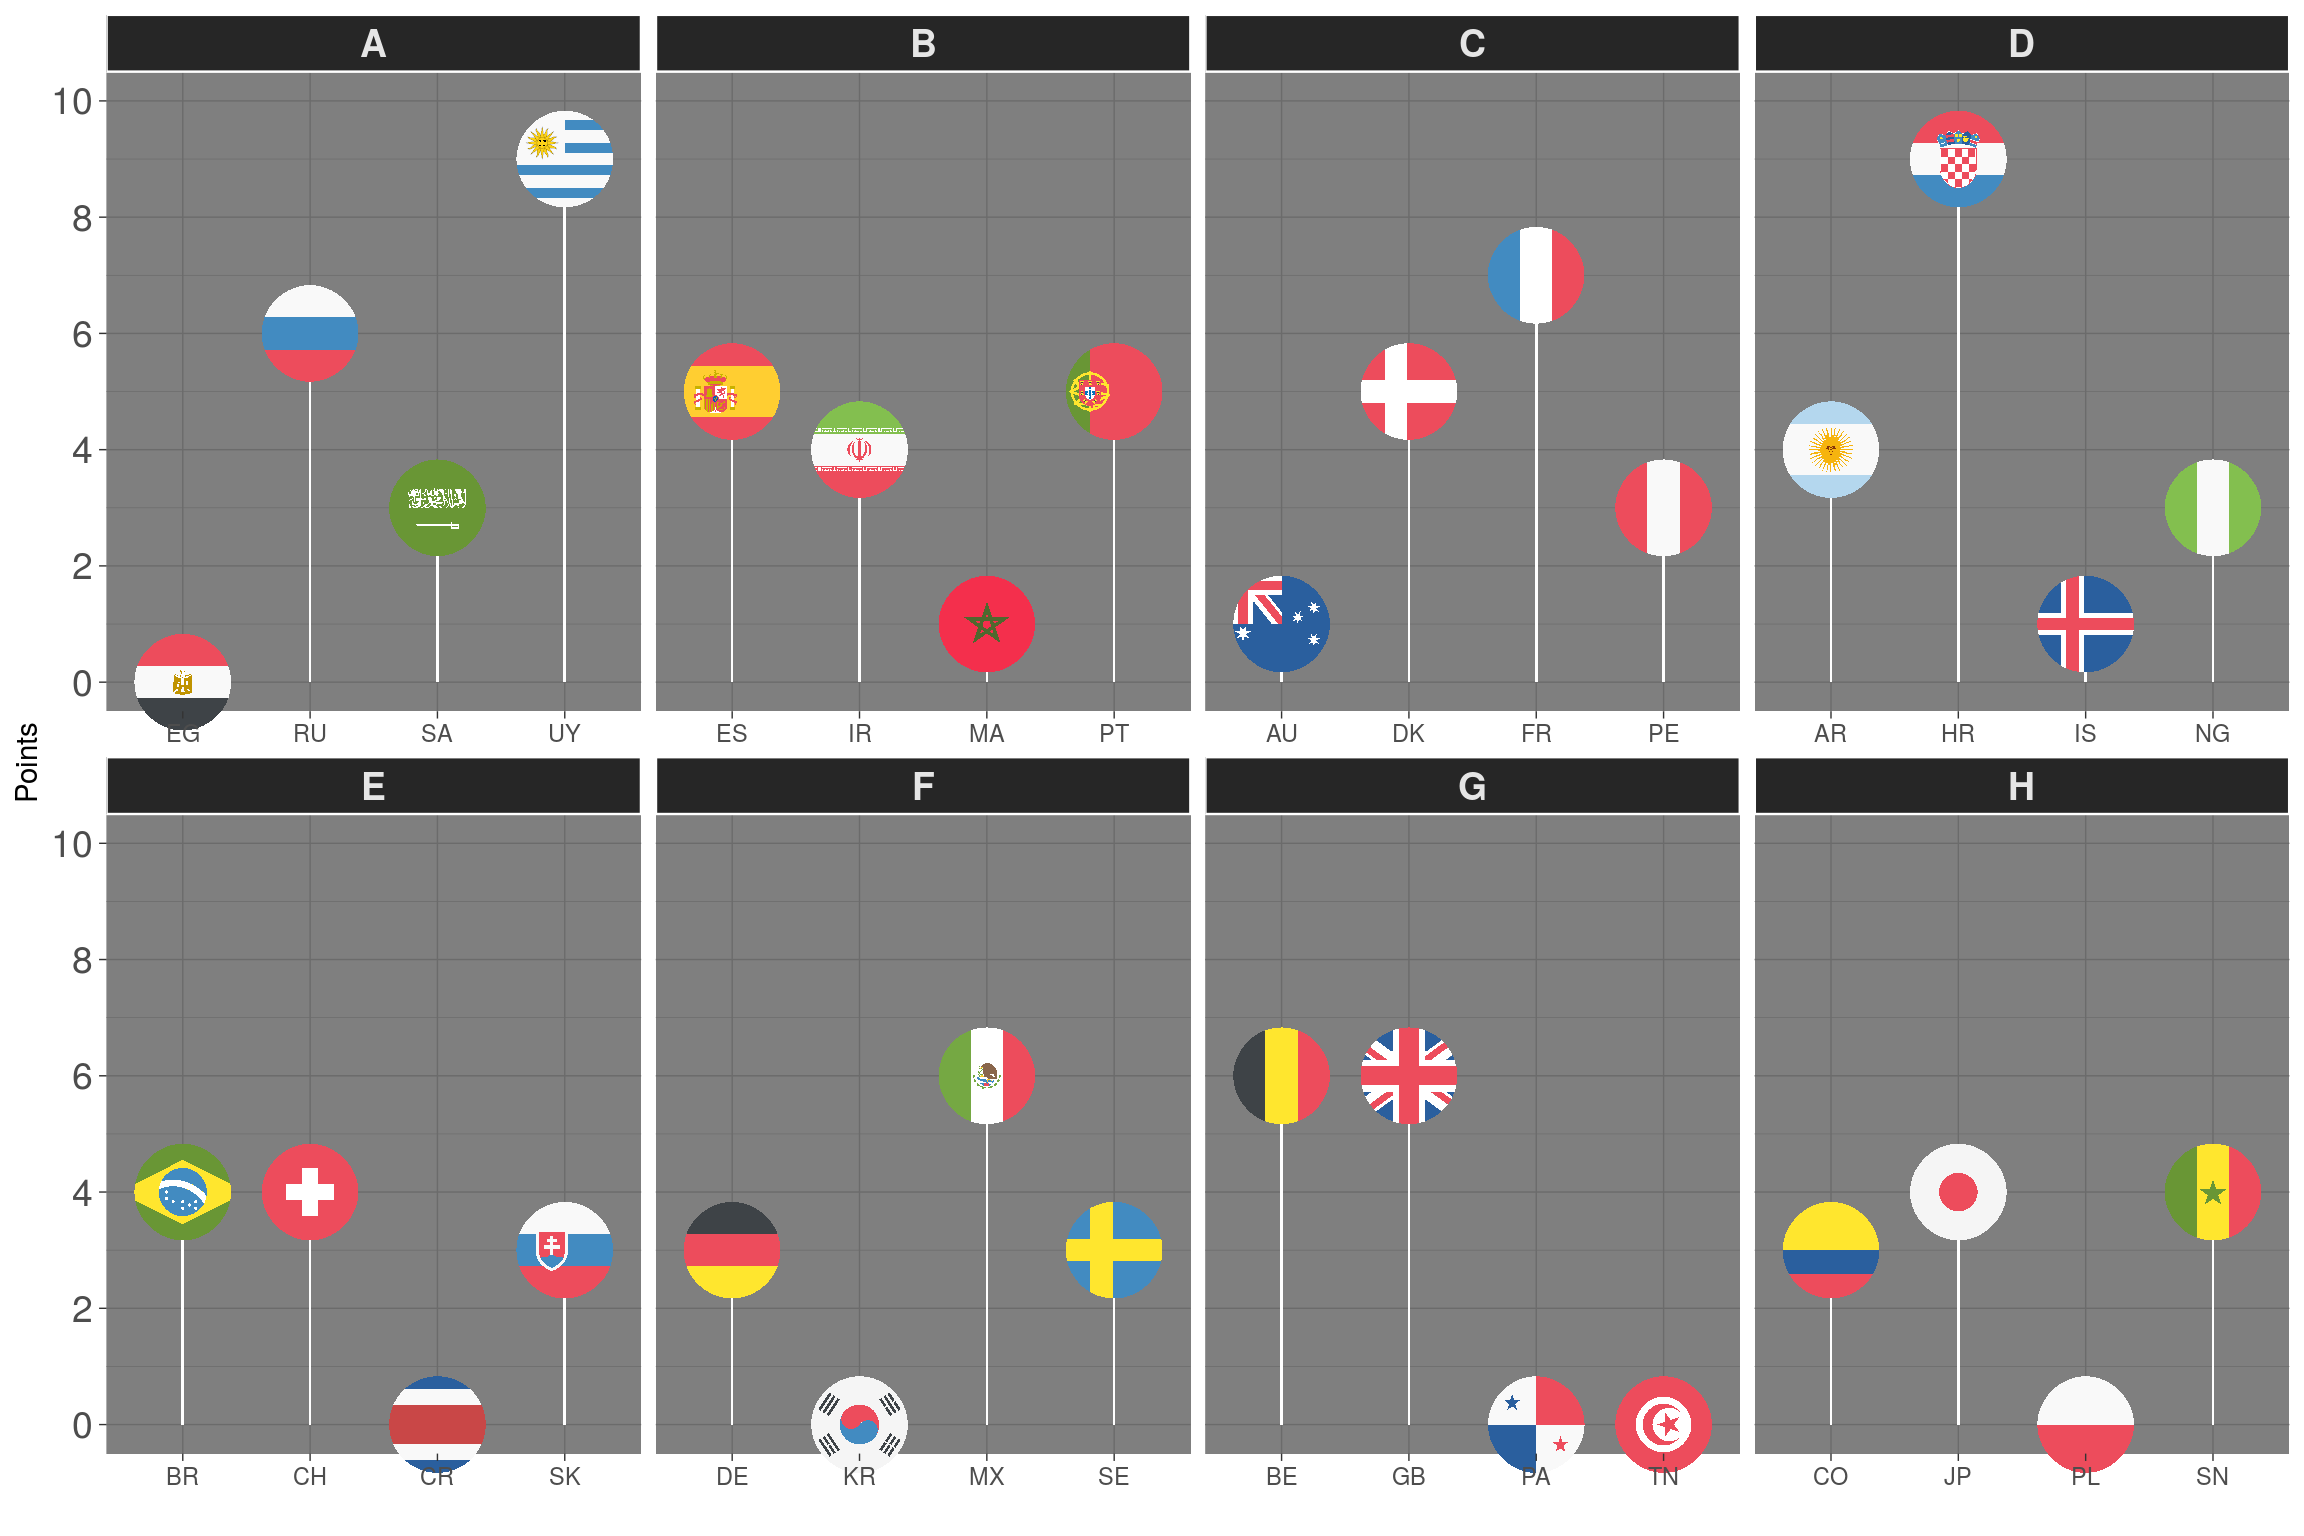 Points
A
B
C
D
10
8
6
4
2
0
EG RU SA UY
ES IR MA PT
AU DK FR PE
AR HR IS NG
E
F
G
H
10
8
6
4
2
0
BR CH CR SK
DE KR MX SE
BE GB PA TN
CO JP PL SN